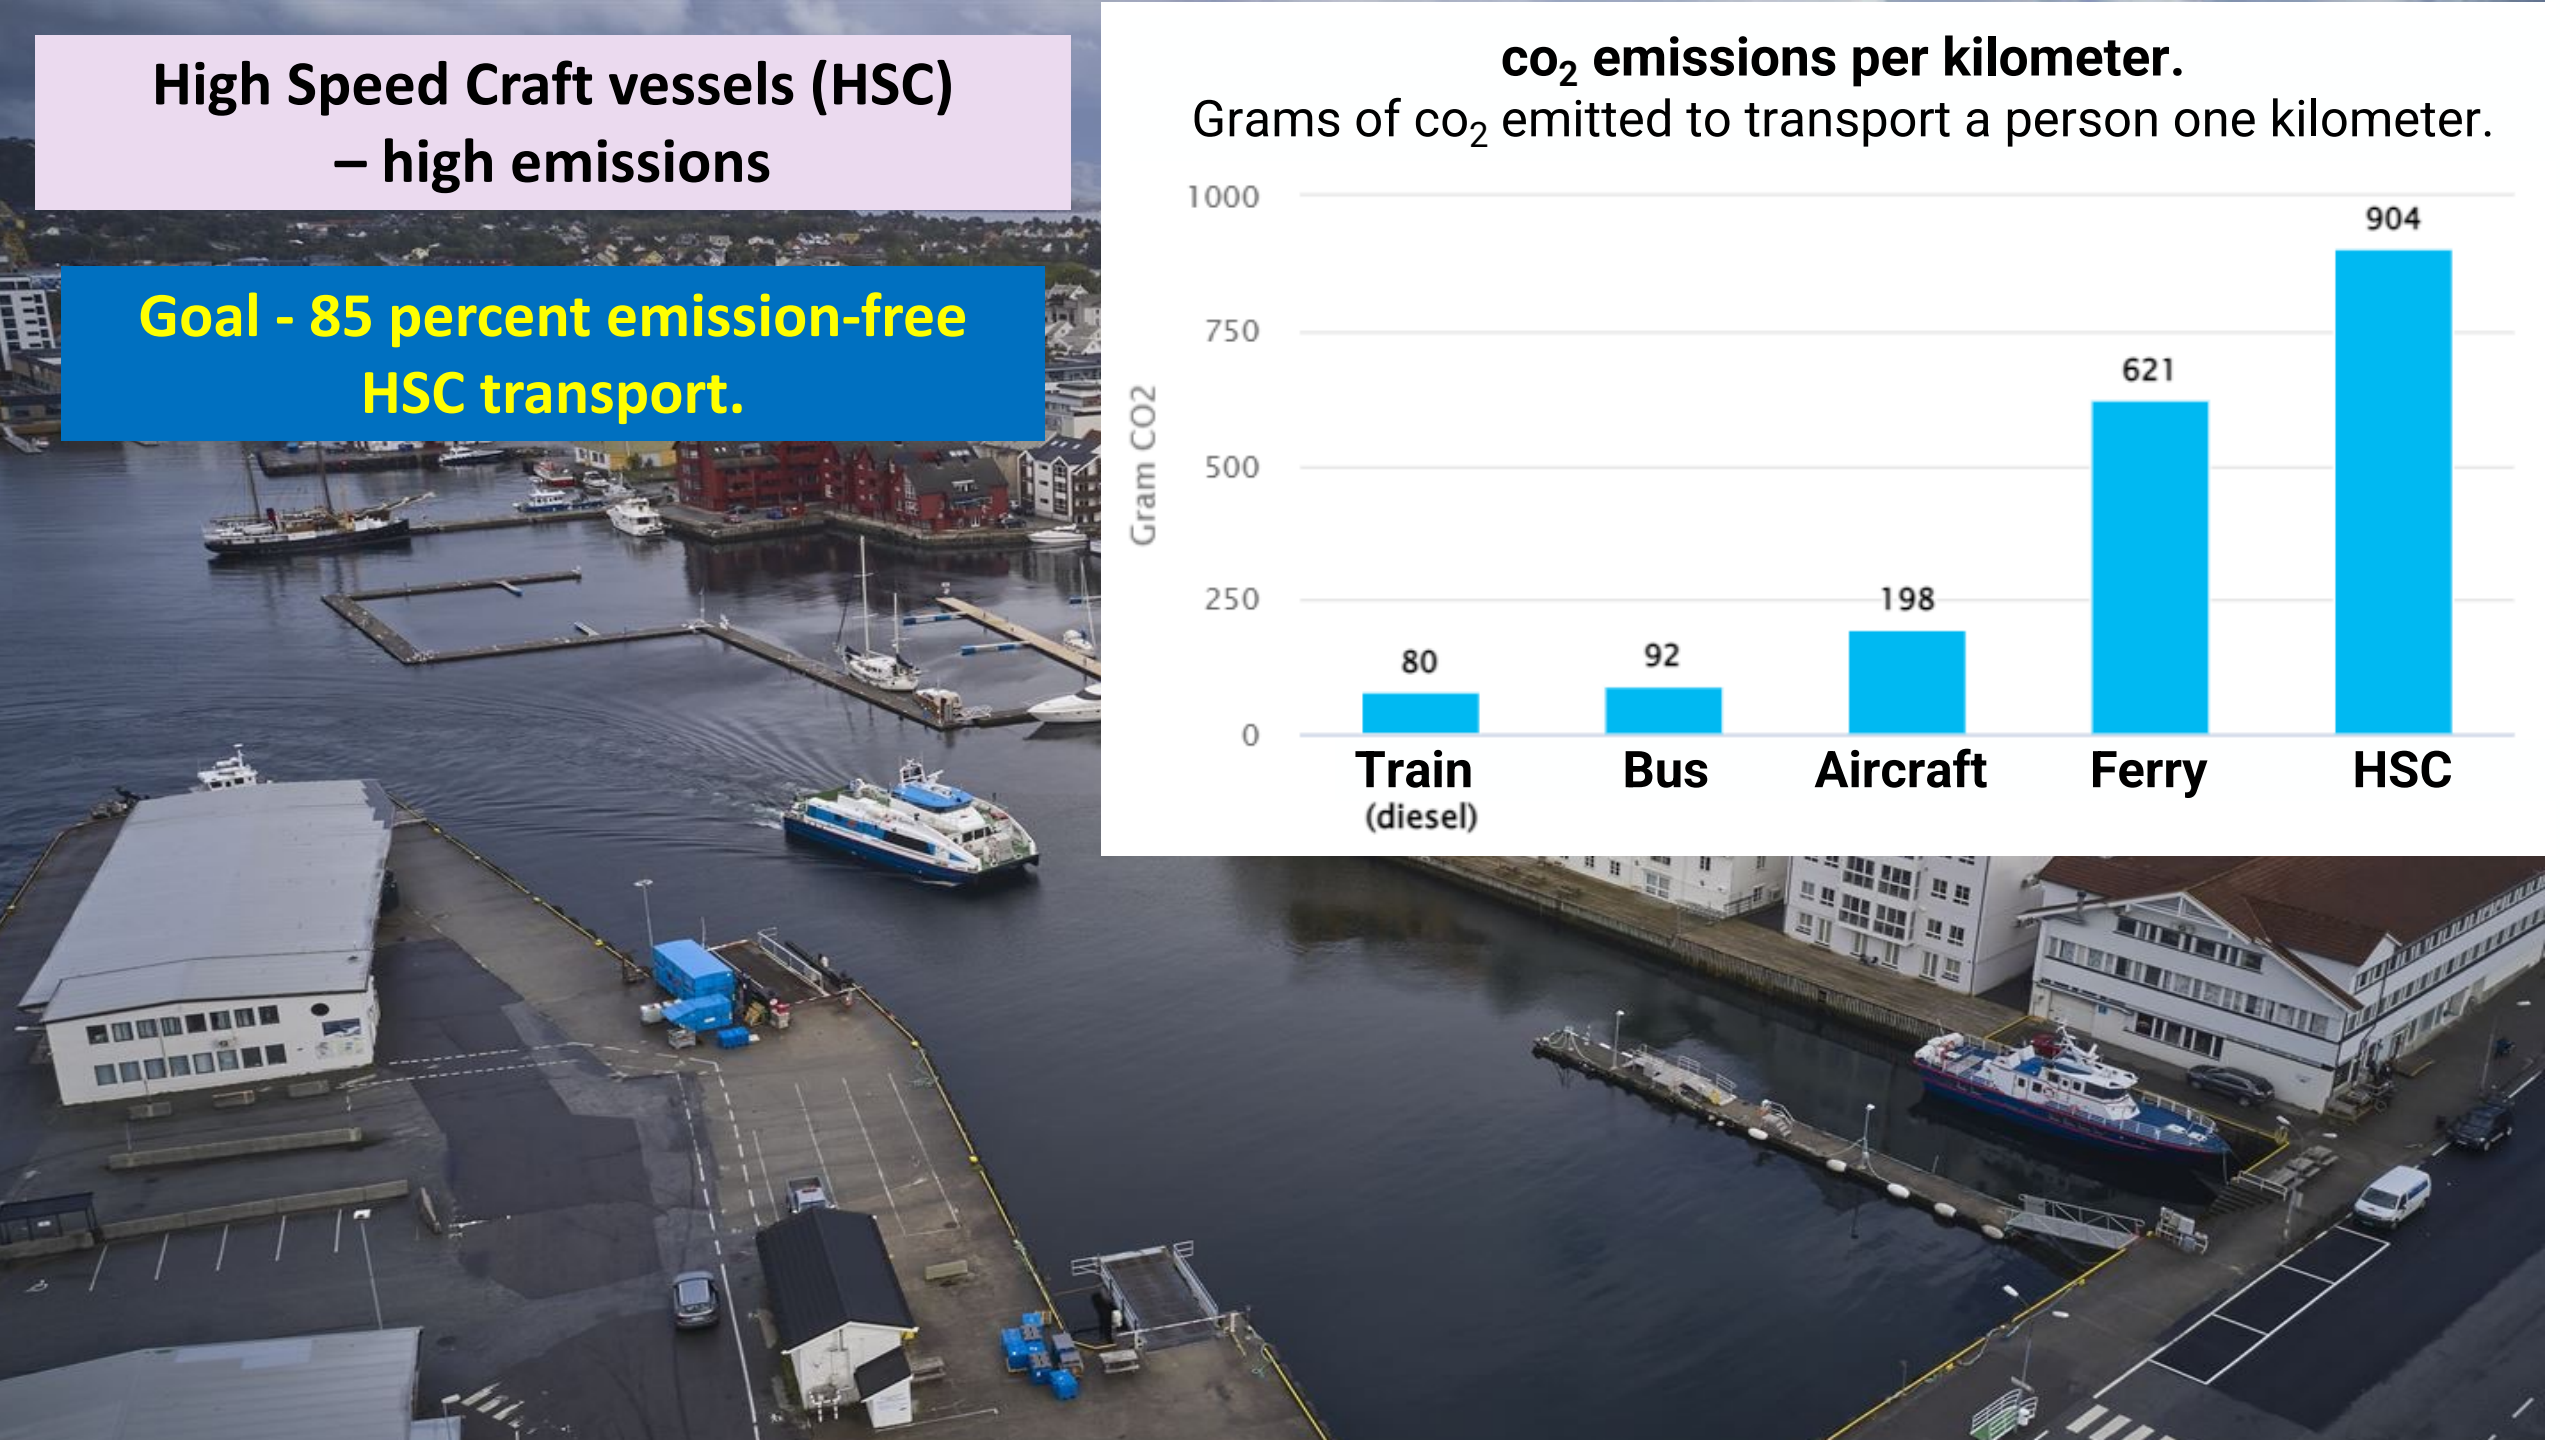 High Speed Craft vessels (HSC)
– high emissions
Goal - 85 percent emission-free
HSC transport.
co₂ emissions per kilometer.
Grams of co₂ emitted to transport a person one kilometer.
1000
750
500
250
0
Gram CO2
80
92
198
621
904
Train
(diesel)
Bus
Aircraft
Ferry
HSC